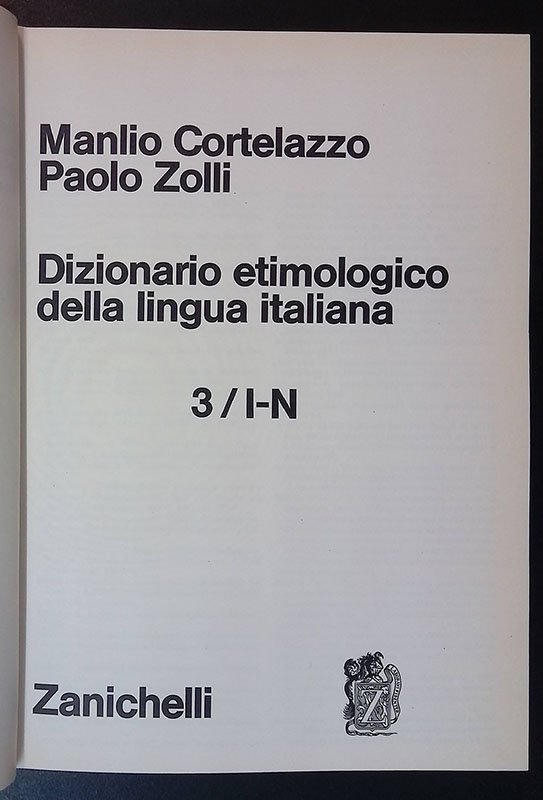 Manlio Cortelazzo
Paolo Zolli
Dizionario etimologico
della lingua italiana
3/I-N
Zanichelli
Z